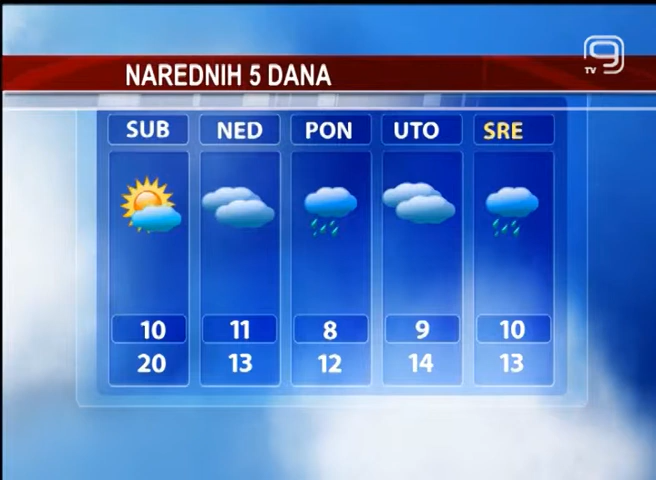 NAREDNIH 5 DANA
9
TV
SUB NED PON UTO SRE
10 11 8 9 10
20 13 12 14 13